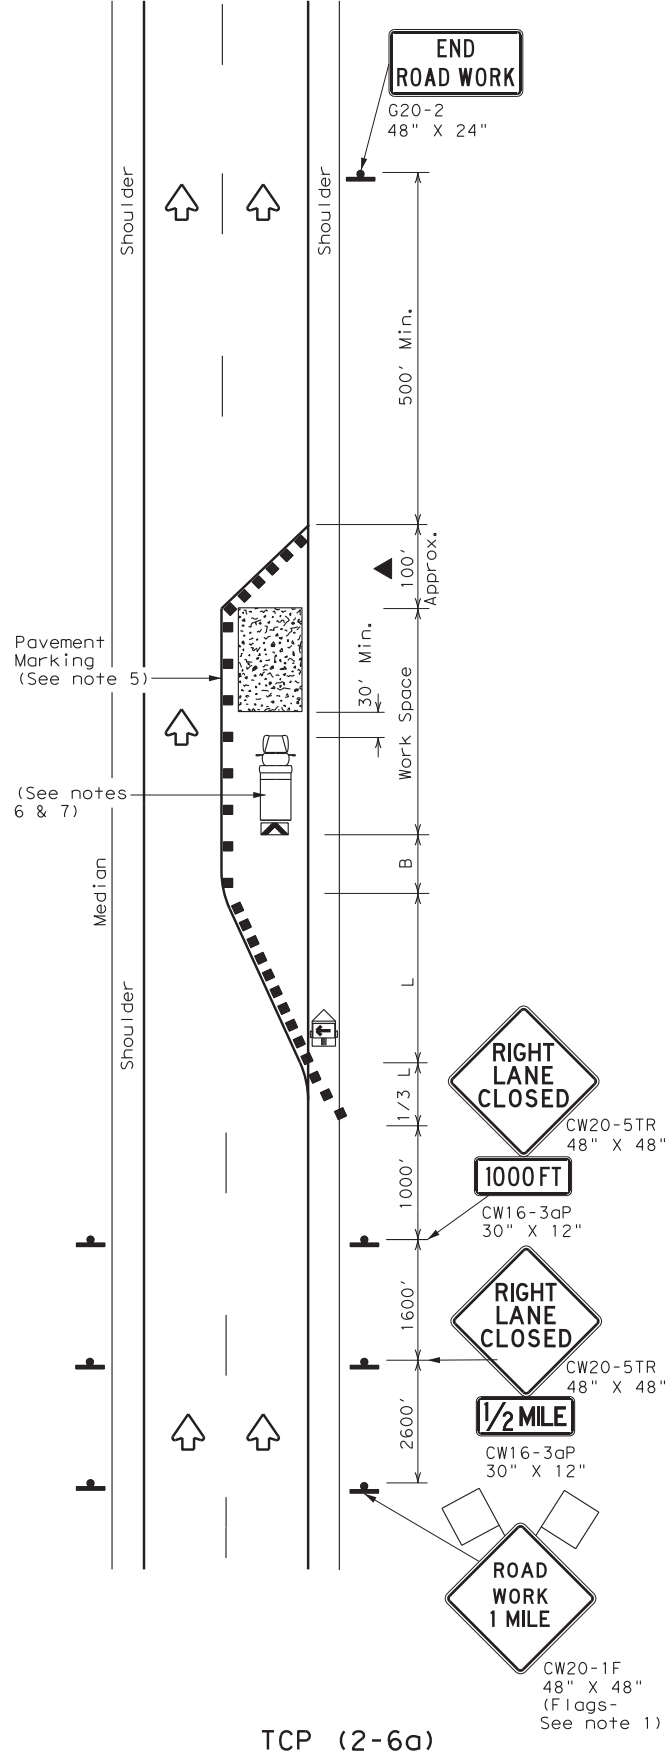 END
ROAD WORK
G20-2
48" X 24"
Shoulder
Shoulder
500' Min.
100'
Approx.
Pavement
Marking
(See note 5)
30' Min.
Work Space
(See notes
6 & 7)
B
Median
Shoulder
L
1/3 L
RIGHT
LANE
CLOSED
CW20-5TR
48" X 48"
1000 FT
CW16-3aP
30" X 12"
1000'
1600'
RIGHT
LANE
CLOSED
CW20-5TR
48" X 48"
1/2 MILE
CW16-3aP
30" X 12"
2600'
ROAD
WORK
1 MILE
CW20-1F
48" X 48"
(Flags-
See note 1)
TCP (2-6a)